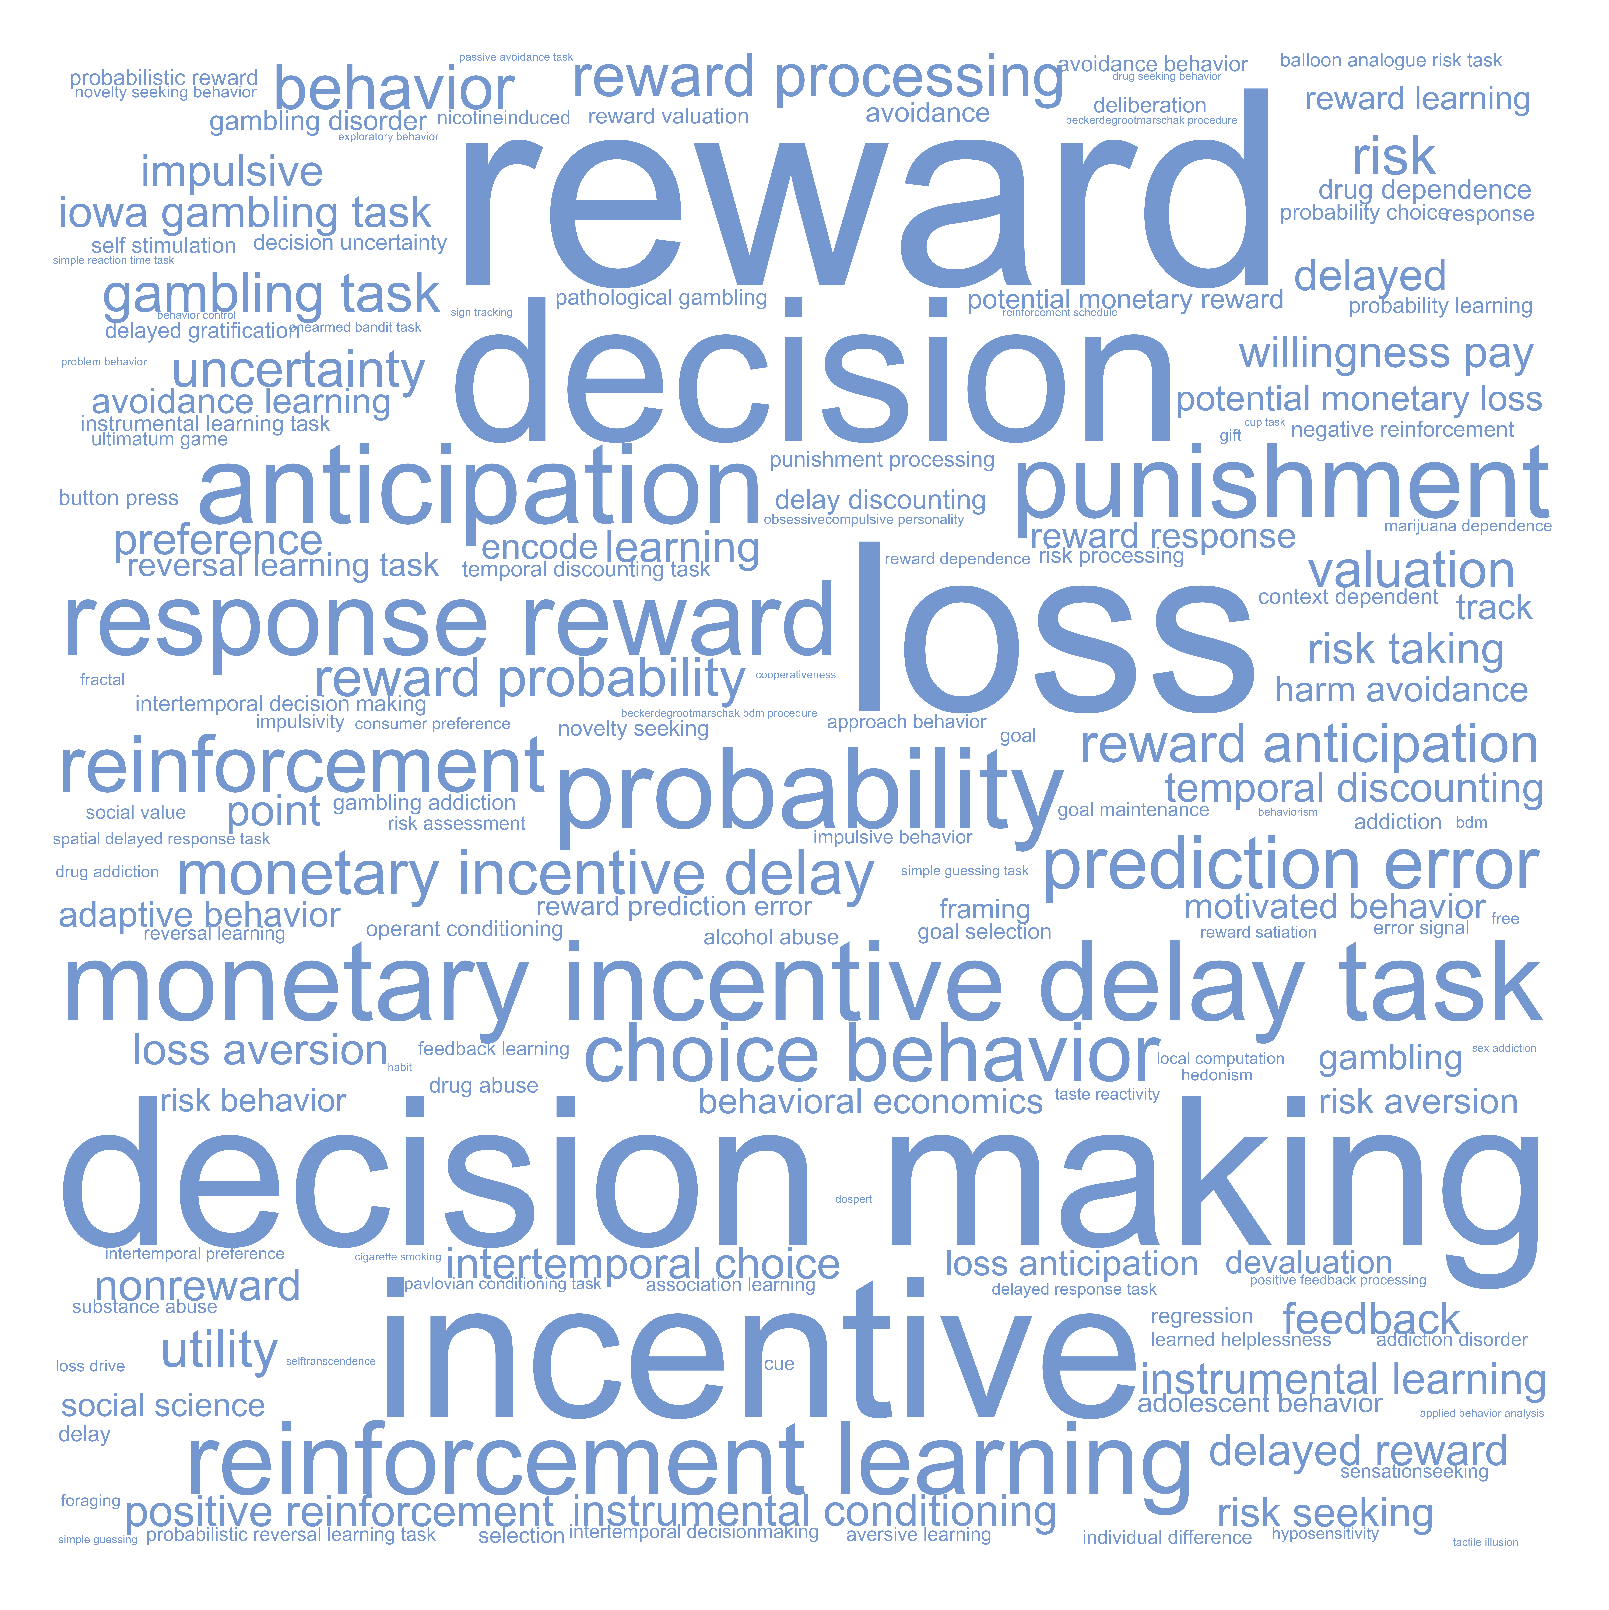 passive avoidance task
probabilistic reward
behavior
reward processing
avoidance behavior
balloon analogue risk task
novelty seeking behavior
drug seeking behavior
gambling disorder
nicotineinduced
reward valuation
avoidance
deliberation
reward learning
exploratory behavior
beckerdegrootmarschak procedure
reward
impulsive
risk
iowa gambling task
drug dependence
probability choice
response
self stimulation
decision uncertainty
simple reaction time task
gambling task
delayed
pathological gambling
potential monetary reward
probability learning
behavior control
sign tracking
reinforcement schedule
delayed gratification
onearmed bandit task
decision
problem behavior
uncertainty
willingness pay
avoidance learning
potential monetary loss
instrumental learning task
cup task
ultimatum game
gift
negative reinforcement
anticipation
punishment processing
punishment
button press
delay discounting
obsessivecompulsive personality
marijuana dependence
preference
encode
learning
reward response
reversal learning task
temporal discounting task
reward dependence
risk processing
valuation
response reward
loss
context dependent
track
risk taking
fractal
reward probability
cooperativeness
harm avoidance
intertemporal decision making
beckerdegrootmarschak bdm procedure
impulsivity
consumer preference
novelty seeking
approach behavior
goal
reward anticipation
reinforcement
probability
temporal discounting
social value
point
gambling addiction
goal maintenance
behaviorism
risk assessment
addiction
bdm
spatial delayed response task
impulsive behavior
drug addiction
monetary incentive delay
simple guessing task
prediction error
adaptive behavior
reward prediction error
framing
motivated behavior
free
reversal learning
operant conditioning
alcohol abuse
goal selection
reward satiation
error signal
monetary incentive delay task
loss aversion
feedback learning
choice behavior
local computation
gambling
sex addiction
habit
hedonism
drug abuse
risk behavior
behavioral economics
taste reactivity
risk aversion
decision making
dospert
intertemporal preference
cigarette smoking
intertemporal choice
loss anticipation
devaluation
nonreward
pavlovian conditioning task
association learning
delayed response task
positive feedback processing
substance abuse
incentive
regression
feedback
learned helplessness
addiction disorder
utility
loss drive
selftranscendence
cue
instrumental learning
social science
adolescent behavior
applied behavior analysis
delay
reinforcement learning
delayed reward
sensationseeking
foraging
positive reinforcement
instrumental conditioning
risk seeking
simple guessing
probabilistic reversal learning task
selection
intertemporal decisionmaking
aversive learning
individual difference
hyposensitivity
tactile illusion